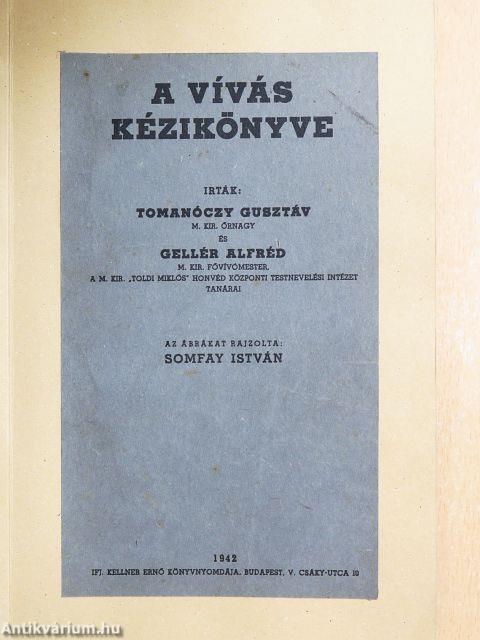 A VÍVÁS
KÉZIKÖNYVE
IRTÁK:
TOMANÓCZY GUSZTÁV
M. KIR. ŐRNAGY
ÉS
GELLÉR ALFRÉD
M. KIR. FŐVÍVÓMESTER,
A M. KIR. „TOLDI MIKLÓS" HONVÉD KÖZPONTI TESTNEVELÉSI INTÉZET
TANÁRAI
AZ ÁBRÁKAT RAJZOLTA:
SOMFAY ISTVÁN
1942
IFJ. KELLNER ERNŐ KÖNYVNYOMDÁJA, BUDAPEST, V. CSÁKY-UTCA 10
Antikvárium.hu